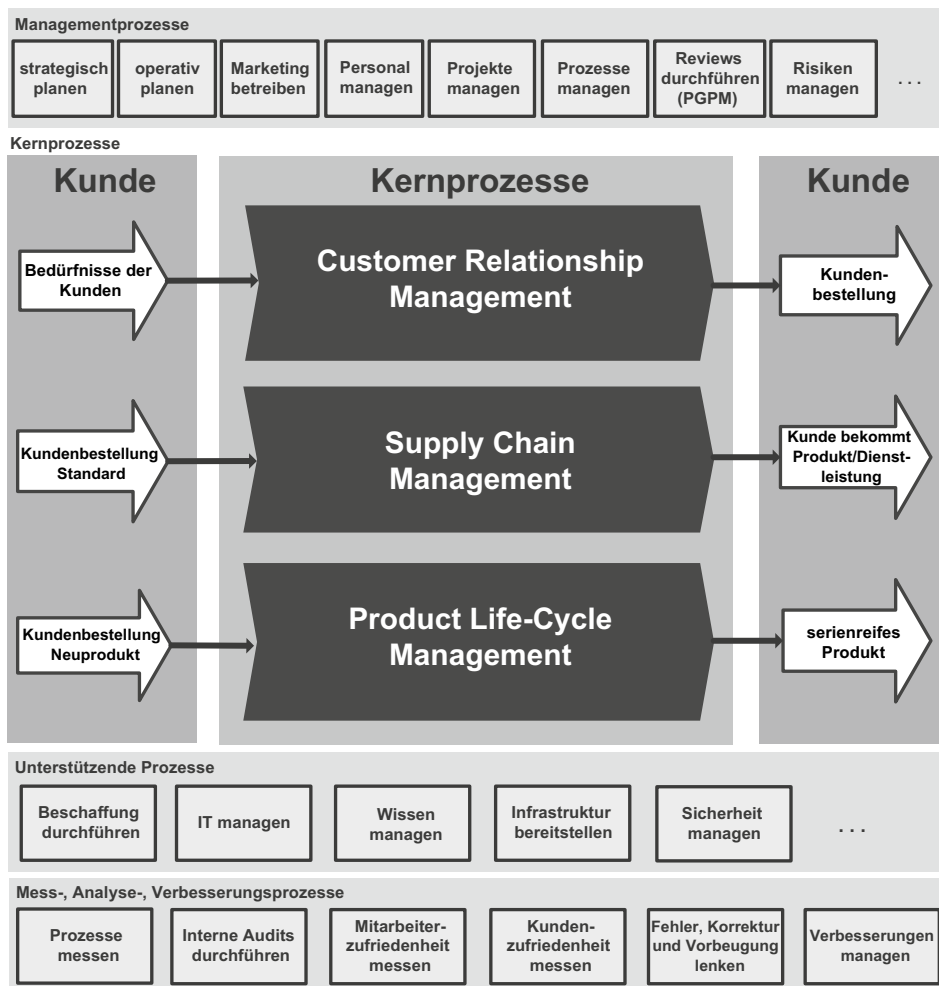 Managementprozesse
strategisch
planen
operativ
planen
Marketing
betreiben
Personal
managen
Projekte
managen
Prozesse
managen
Reviews
durchführen
(PGPM)
Risiken
managen
. . .
Kernprozesse
Kunde
Kernprozesse
Kunde
Bedürfnisse der
Kunden
Customer Relationship
Management
Kunden-
bestellung
Kundenbestellung
Standard
Supply Chain
Management
Kunde bekommt
Produkt/Dienst-
leistung
Kundenbestellung
Neuprodukt
Product Life-Cycle
Management
serienreifes
Produkt
Unterstützende Prozesse
Beschaffung
durchführen
IT managen
Wissen
managen
Infrastruktur
bereitstellen
Sicherheit
managen
. . .
Mess-, Analyse-, Verbesserungsprozesse
Prozesse
messen
Interne Audits
durchführen
Mitarbeiter-
zufriedenheit
messen
Kunden-
zufriedenheit
messen
Fehler, Korrektur
und Vorbeugung
lenken
Verbesserungen
managen